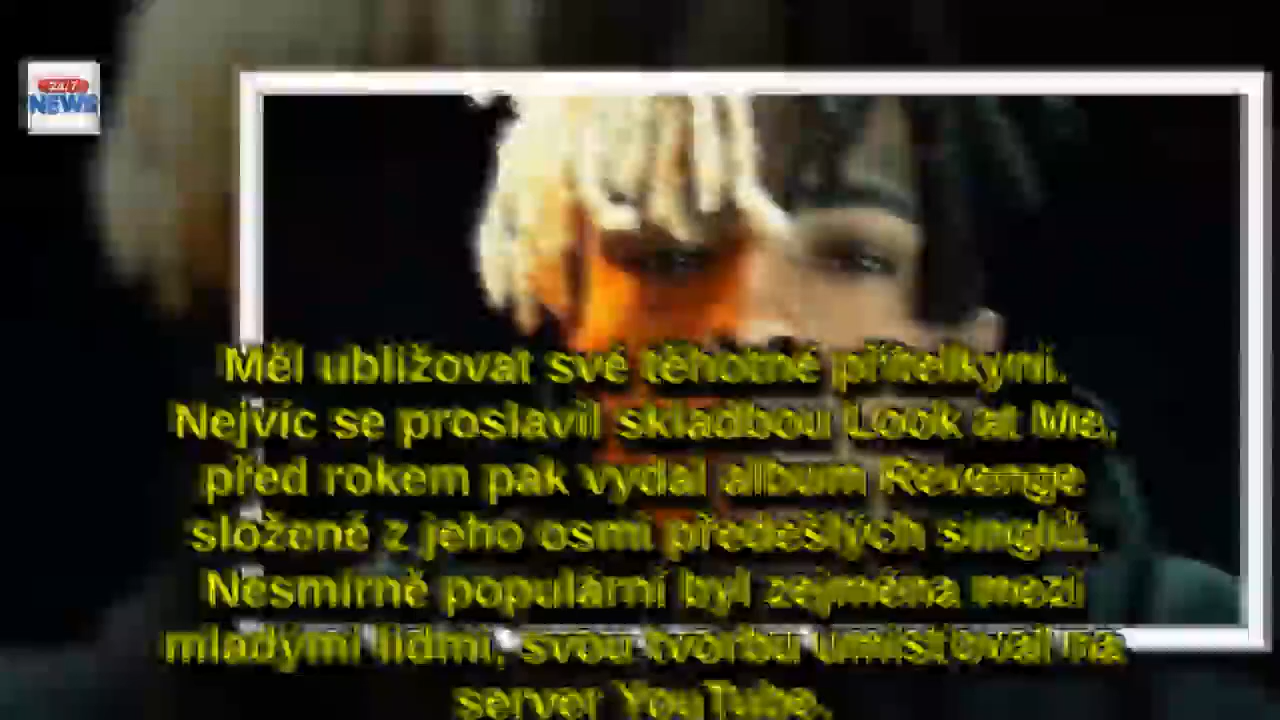 24/7
NEWS
Měl ubližovat své těhotné přítelkyni.
Nejvíc se proslavil skladbou Look at Me,
před rokem pak vydal album Revenge
složené z jeho osmi předešlých singlů.
Nesmírně populární byl zejména mezi
mladými lidmi, svou tvorbu umisťoval na
server YouTube.